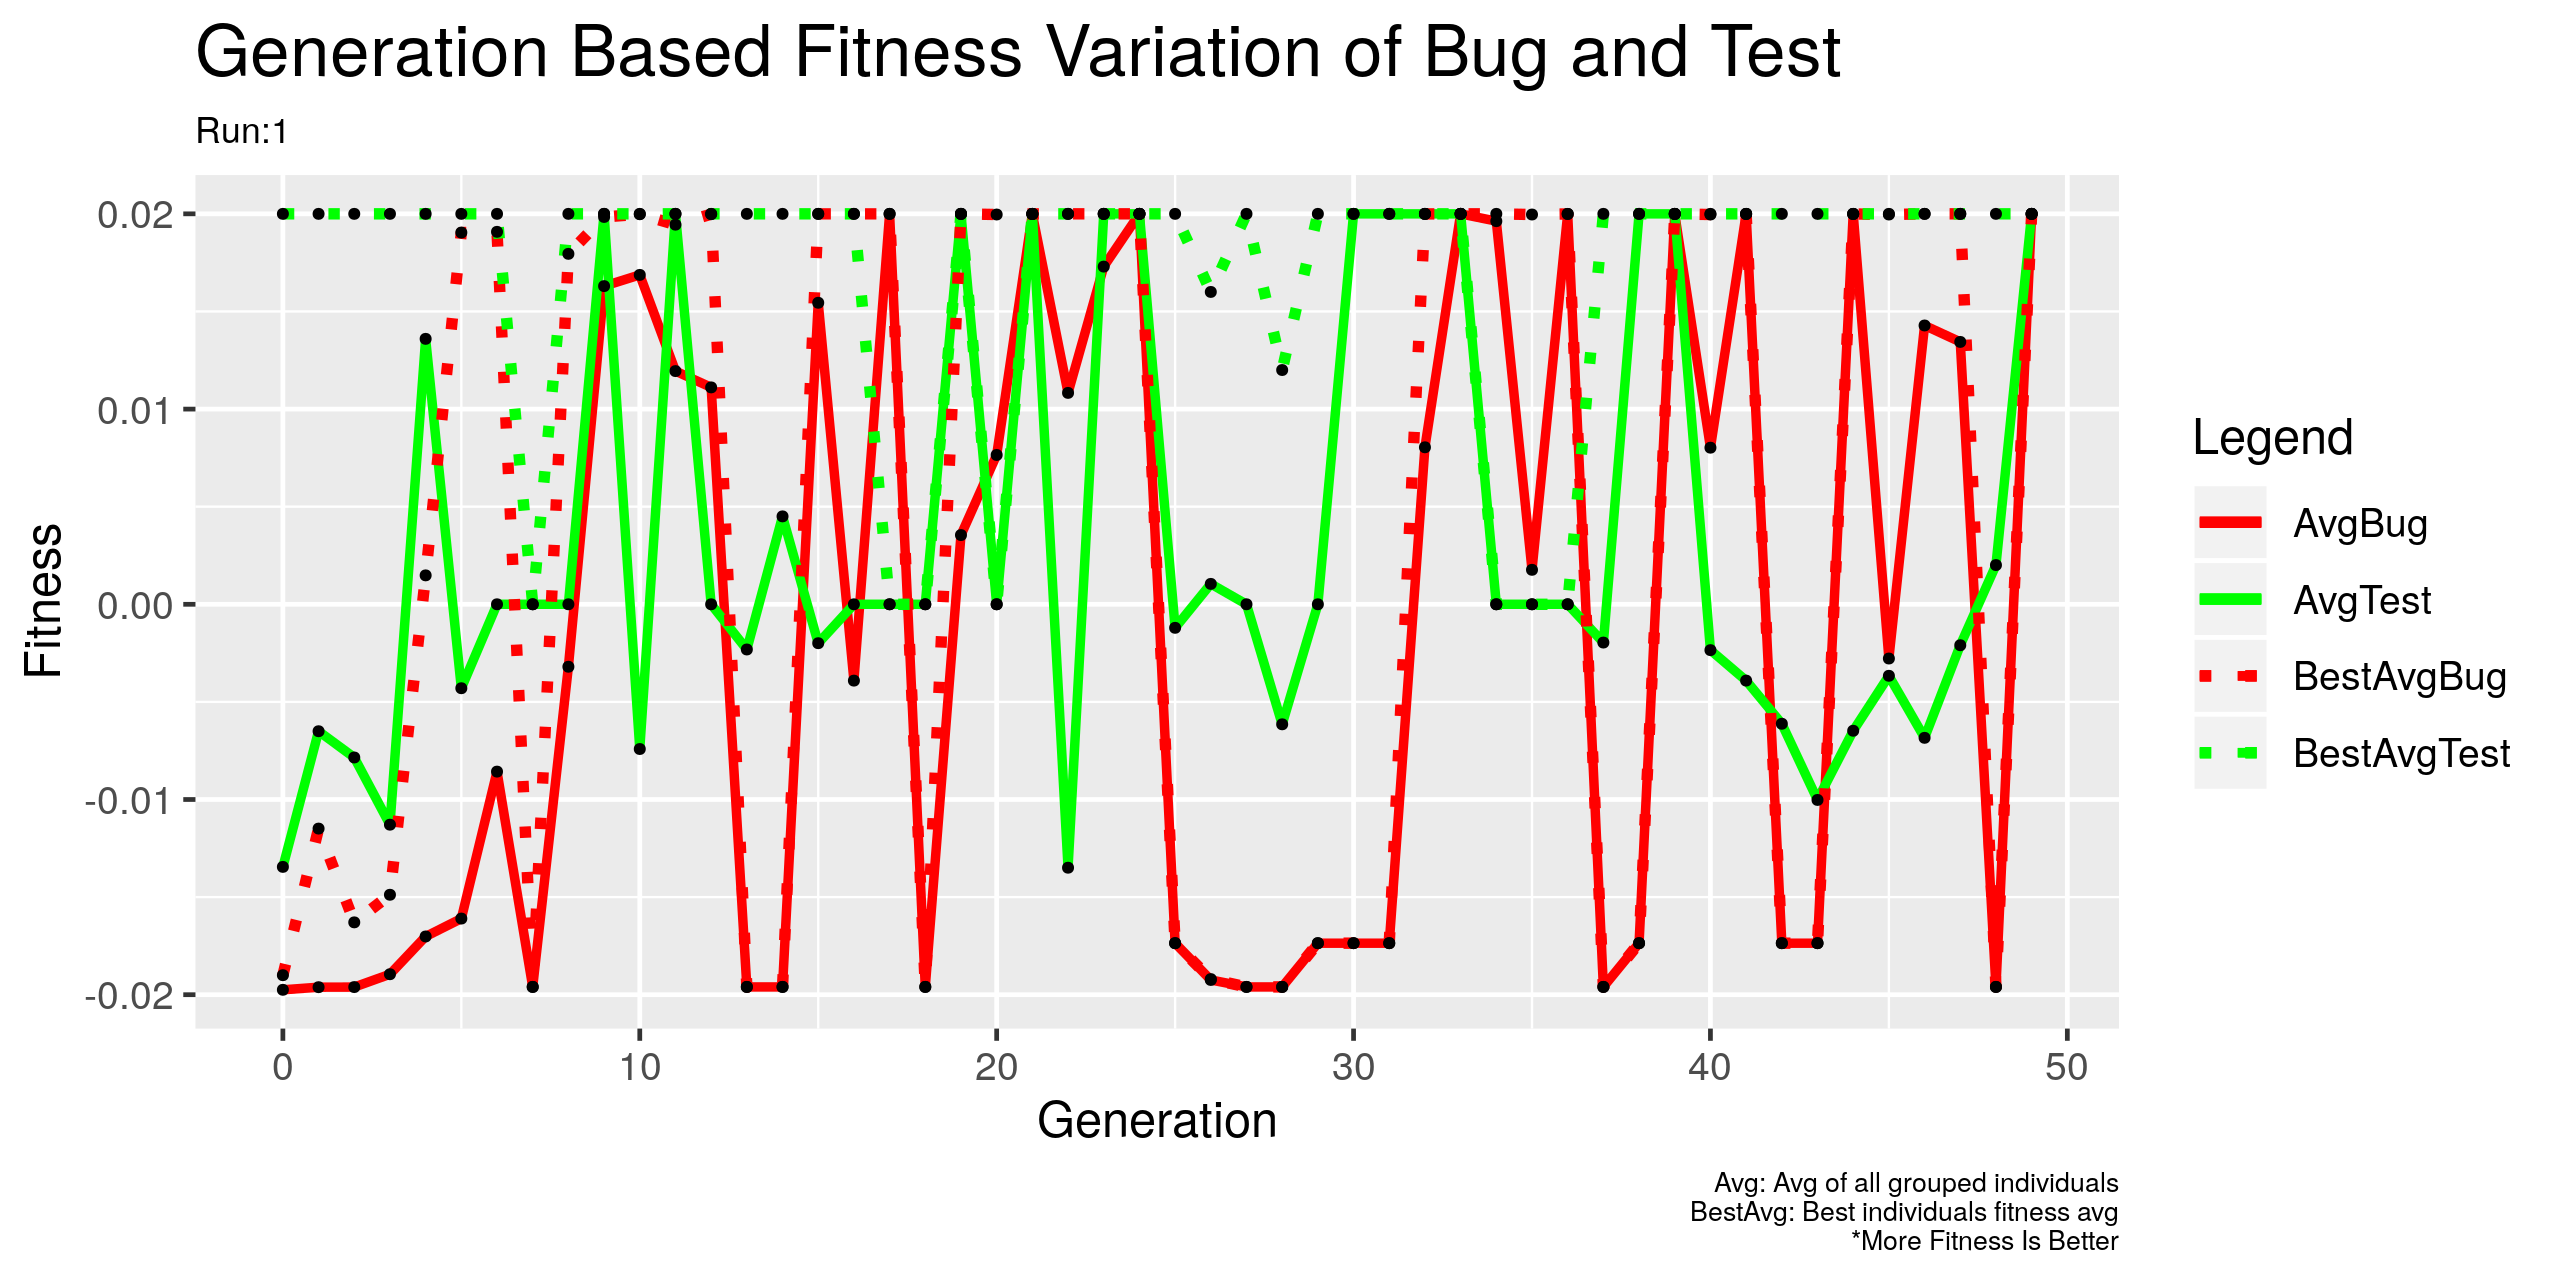 Generation Based Fitness Variation of Bug and Test
Run:1
Fitness
0.02
0.01
0.00
-0.01
-0.02
0 10 20 30 40 50
Generation
Legend
AvgBug
AvgTest
BestAvgBug
BestAvgTest
Avg: Avg of all grouped individuals
BestAvg: Best individuals fitness avg
*More Fitness Is Better